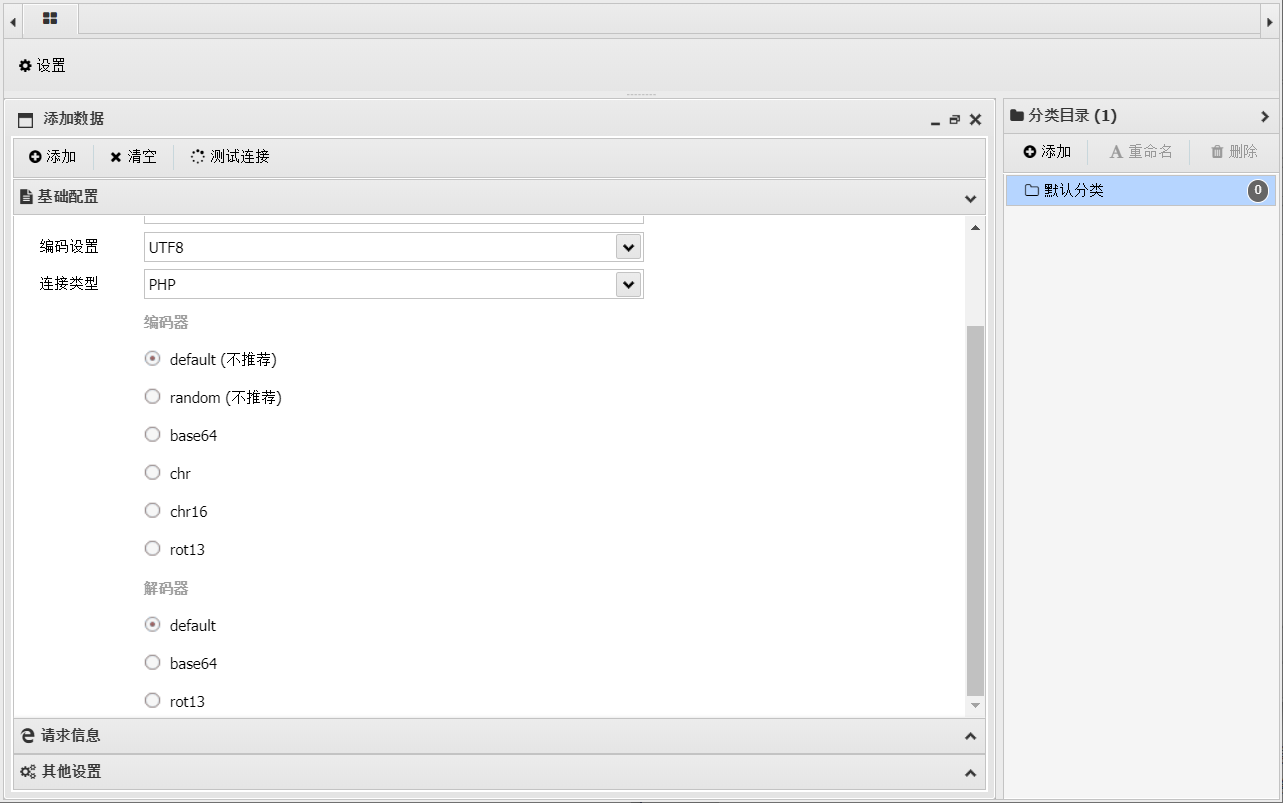 设置
添加数据
添加 清空 测试连接
基础配置
编码设置 UTF8
连接类型 PHP
编码器
default (不推荐)
random (不推荐)
base64
chr
chr16
rot13
解码器
default
base64
rot13
请求信息
其他设置
分类目录 (1)
添加 重命名 删除
默认分类 0